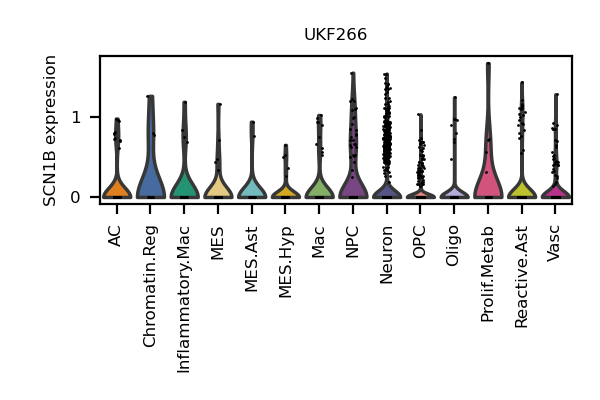 UKF266
SCN1B expression
1
0
AC
Chromatin.Reg
Inflammatory.Mac
MES
MES.Ast
MES.Hyp
Mac
NPC
Neuron
OPC
Oligo
Prolif.Metab
Reactive.Ast
Vasc